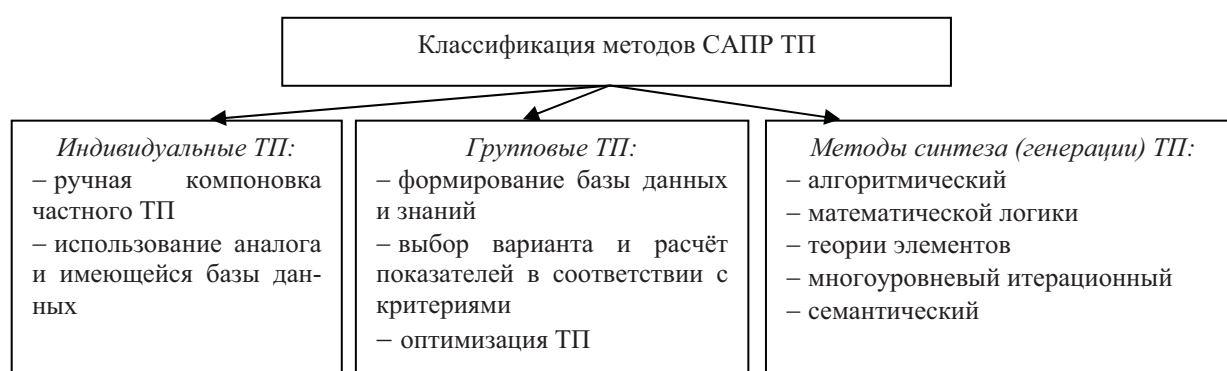 Классификация методов САПР ТП
Индивидуальные ТП:
– ручная компоновка
частного ТП
– использование аналога
и имеющейся базы дан-
ных
Групповые ТП:
– формирование базы данных
и знаний
– выбор варианта и расчёт
показателей в соответствии с
критериями
– оптимизация ТП
Методы синтеза (генерации) ТП:
– алгоритмический
– математической логики
– теории элементов
– многоуровневый итерационный
– семантический